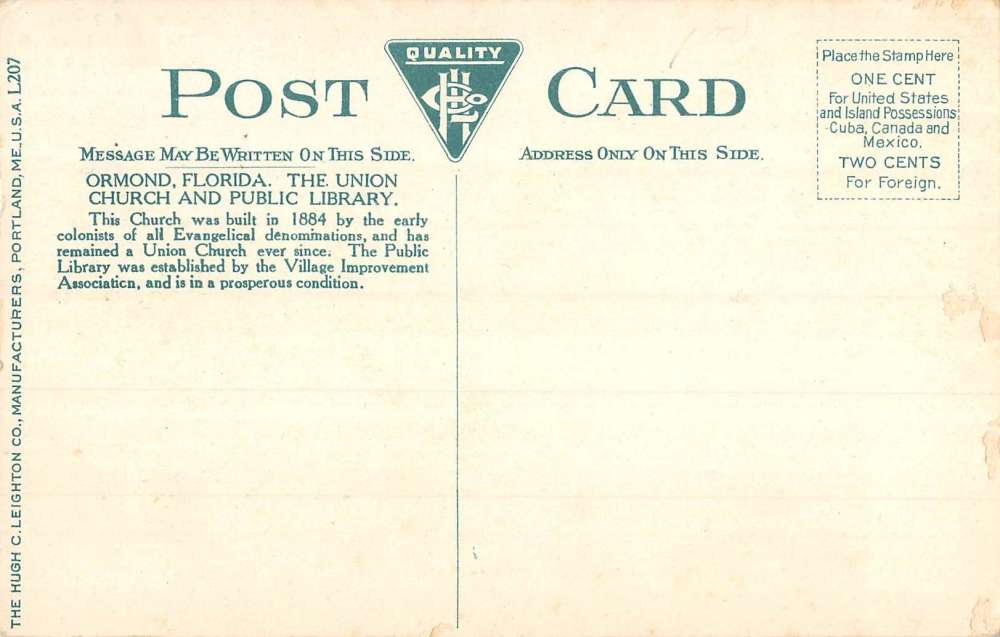 QUALITY
POST CARD
MESSAGE MAY BE WRITTEN ON THIS SIDE.
ADDRESS ONLY ON THIS SIDE.
Place the Stamp Here
ONE CENT
For United States
and Island Possessions
Cuba, Canada and
Mexico.
TWO CENTS
For Foreign.
ORMOND, FLORIDA. THE UNION
CHURCH AND PUBLIC LIBRARY.
This Church was built in 1884 by the early
colonists of all Evangelical denominations, and has
remained a Union Church ever since. The Public
Library was established by the Village Improvement
Association, and is in a prosperous condition.
THE HUGH C. LEIGHTON CO., MANUFACTURERS, PORTLAND, ME. U.S.A. L207